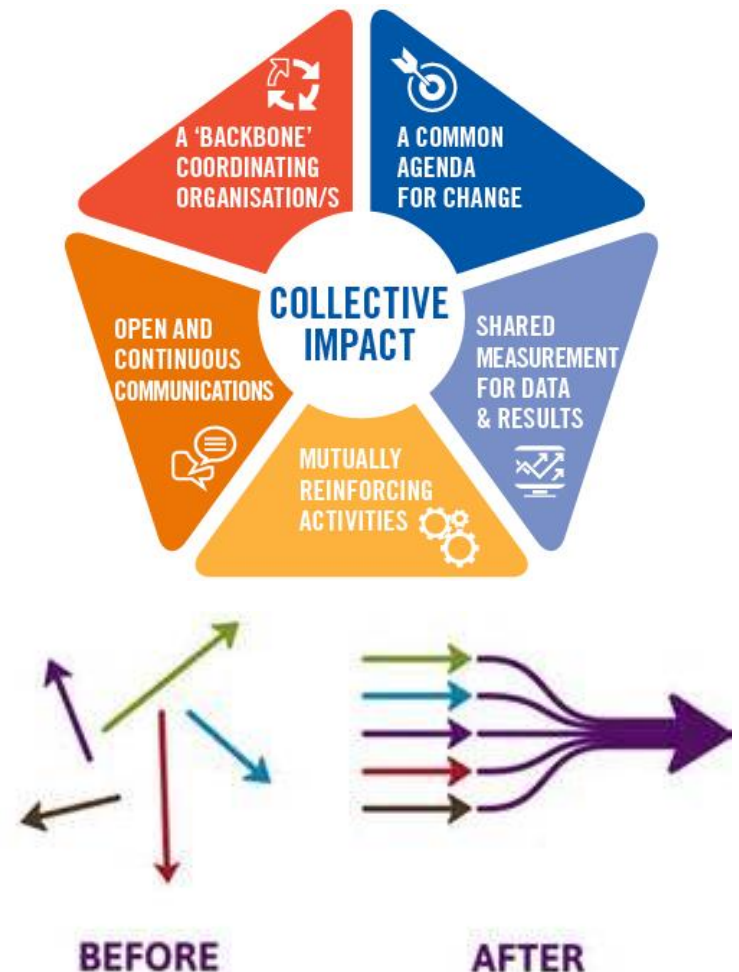 A 'BACKBONE'
COORDINATING
ORGANISATION/S
A COMMON
AGENDA
FOR CHANGE
COLLECTIVE
IMPACT
OPEN AND
CONTINUOUS
COMMUNICATIONS
SHARED
MEASUREMENT
FOR DATA
& RESULTS
MUTUALLY
REINFORCING
ACTIVITIES
BEFORE
AFTER